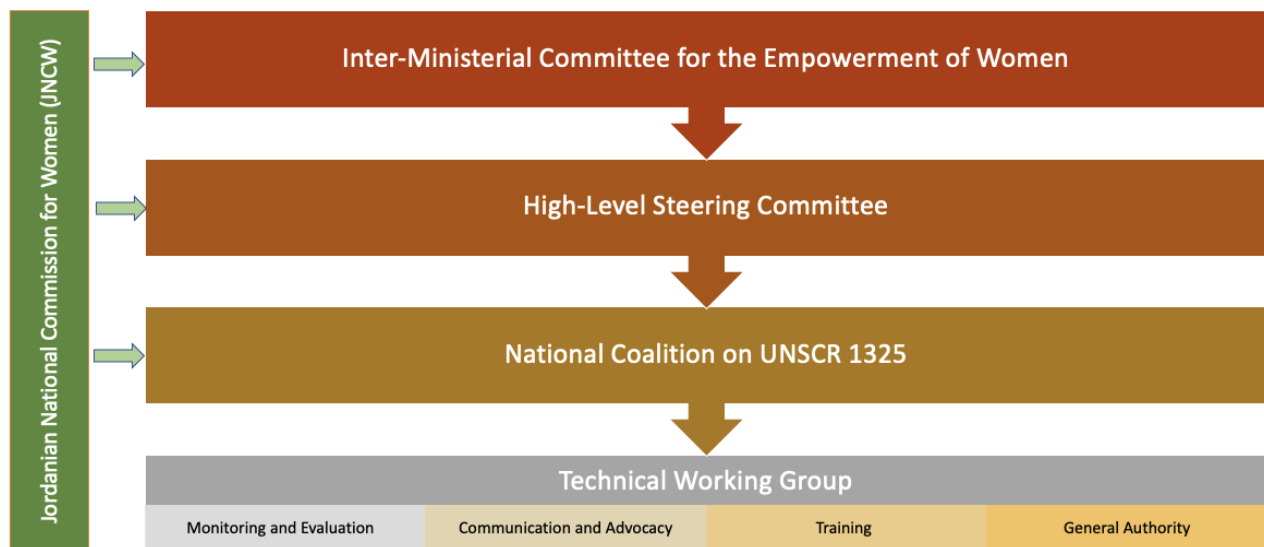 Jordanian National Commission for Women (JNCW)
Inter-Ministerial Committee for the Empowerment of Women
High-Level Steering Committee
National Coalition on UNSCR 1325
Technical Working Group
Monitoring and Evaluation
Communication and Advocacy
Training
General Authority